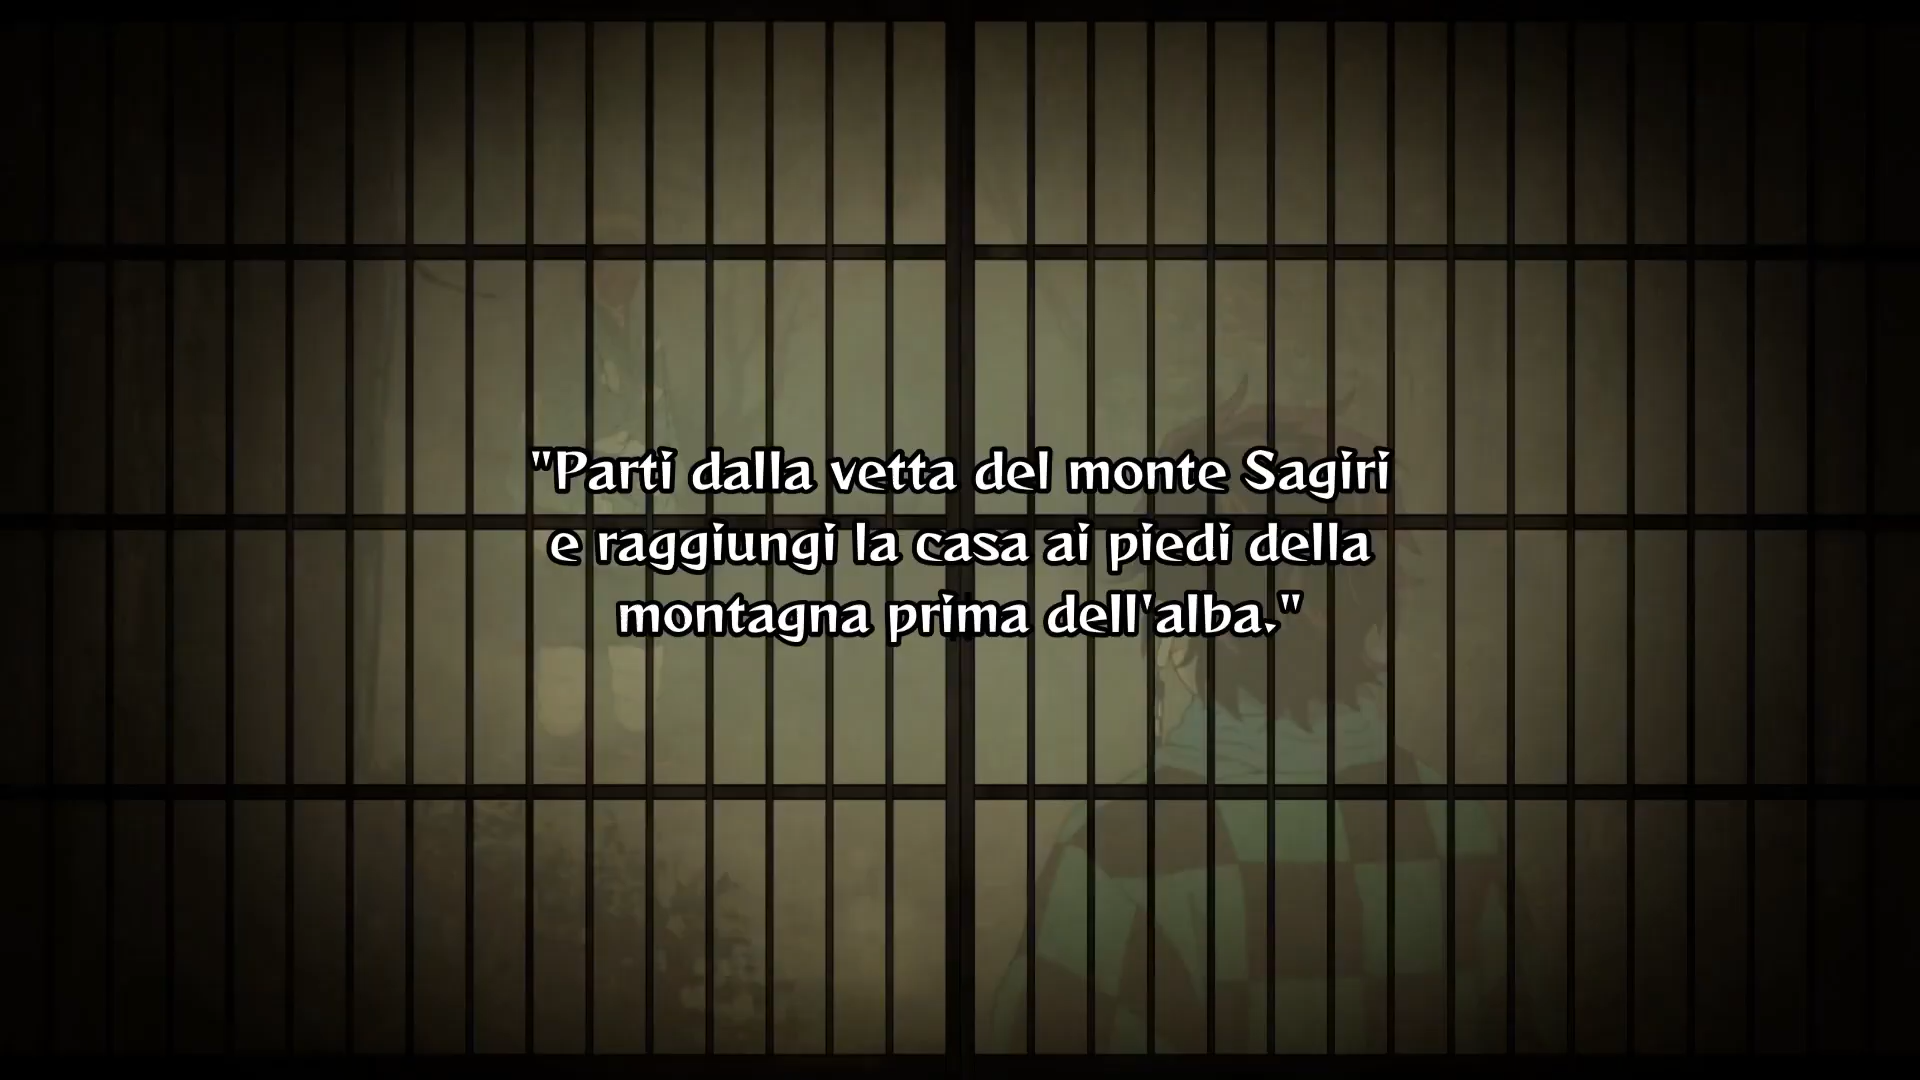 "Parti dalla vetta del monte Sagiri
e raggiungi la casa ai piedi della
montagna prima dell'alba."